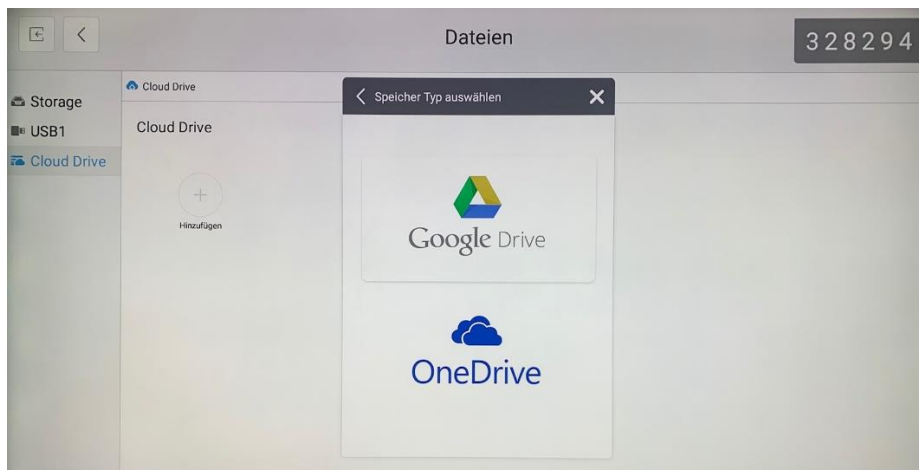 Dateien
328294
Storage
USB1
Cloud Drive
Cloud Drive
Cloud Drive
Hinzufügen
Speicher Typ auswählen
Google Drive
OneDrive